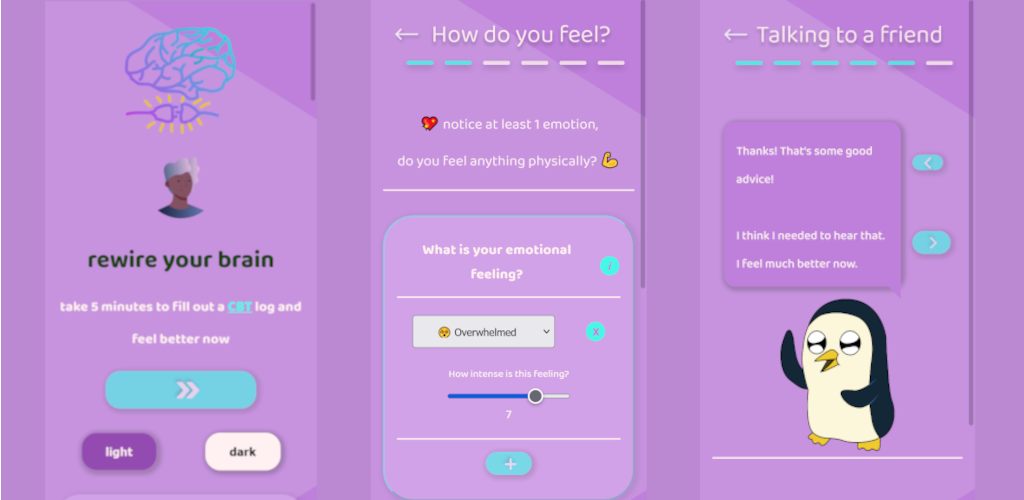 rewire your brain
take 5 minutes to fill out a CBT log and
feel better now
light
dark
How do you feel?
💖 notice at least 1 emotion,
do you feel anything physically? 💪
What is your emotional
feeling?
i
😵 Overwhelmed
X
How intense is this feeling?
7
+
Talking to a friend
Thanks! That's some good
advice!
I think I needed to hear that.
I feel much better now.